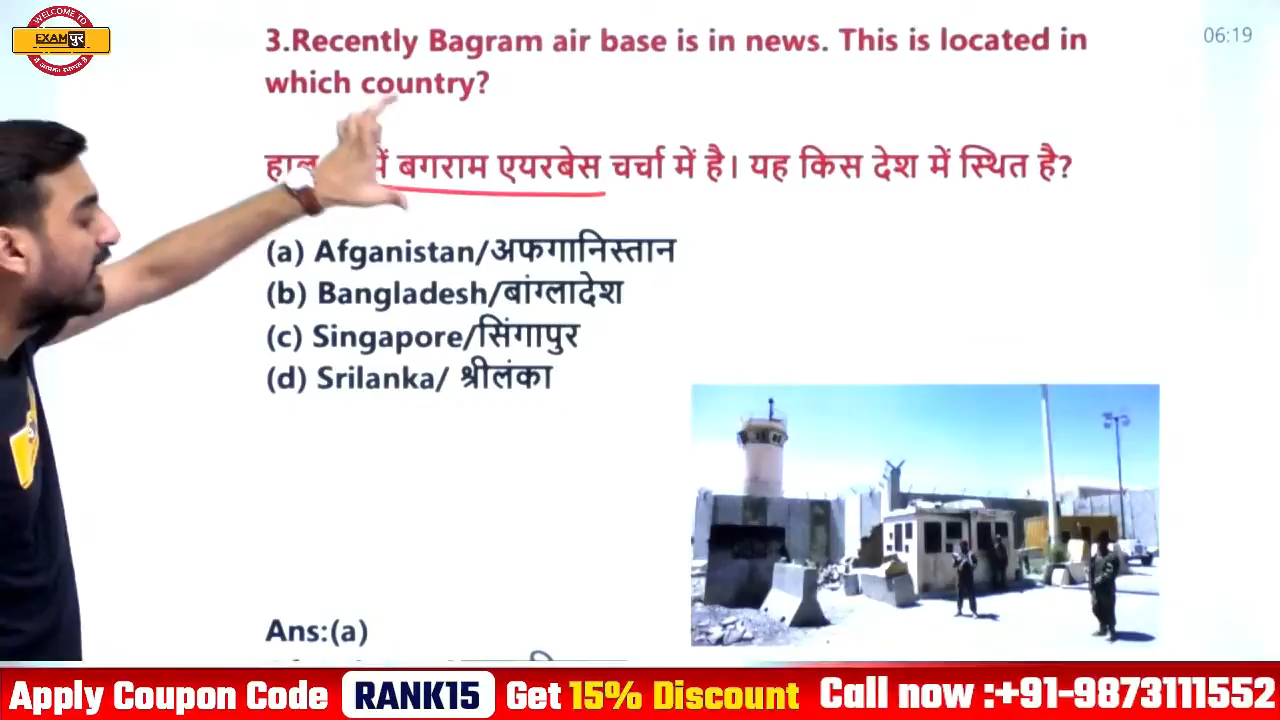 WELCOME TO
EXAMपुर
06:19
3.Recently Bagram air base is in news. This is located in
which country?
में बगराम एयरबेस चर्चा में है। यह किस देश में स्थित है?
(a) Afganistan/अफगानिस्तान
(b) Bangladesh/बांग्लादेश
(c) Singapore/सिंगापुर
(d) Srilanka/ श्रीलंका
Ans:(a)
Apply Coupon Code RANK15 Get 15% Discount Call now :+91-9873111552